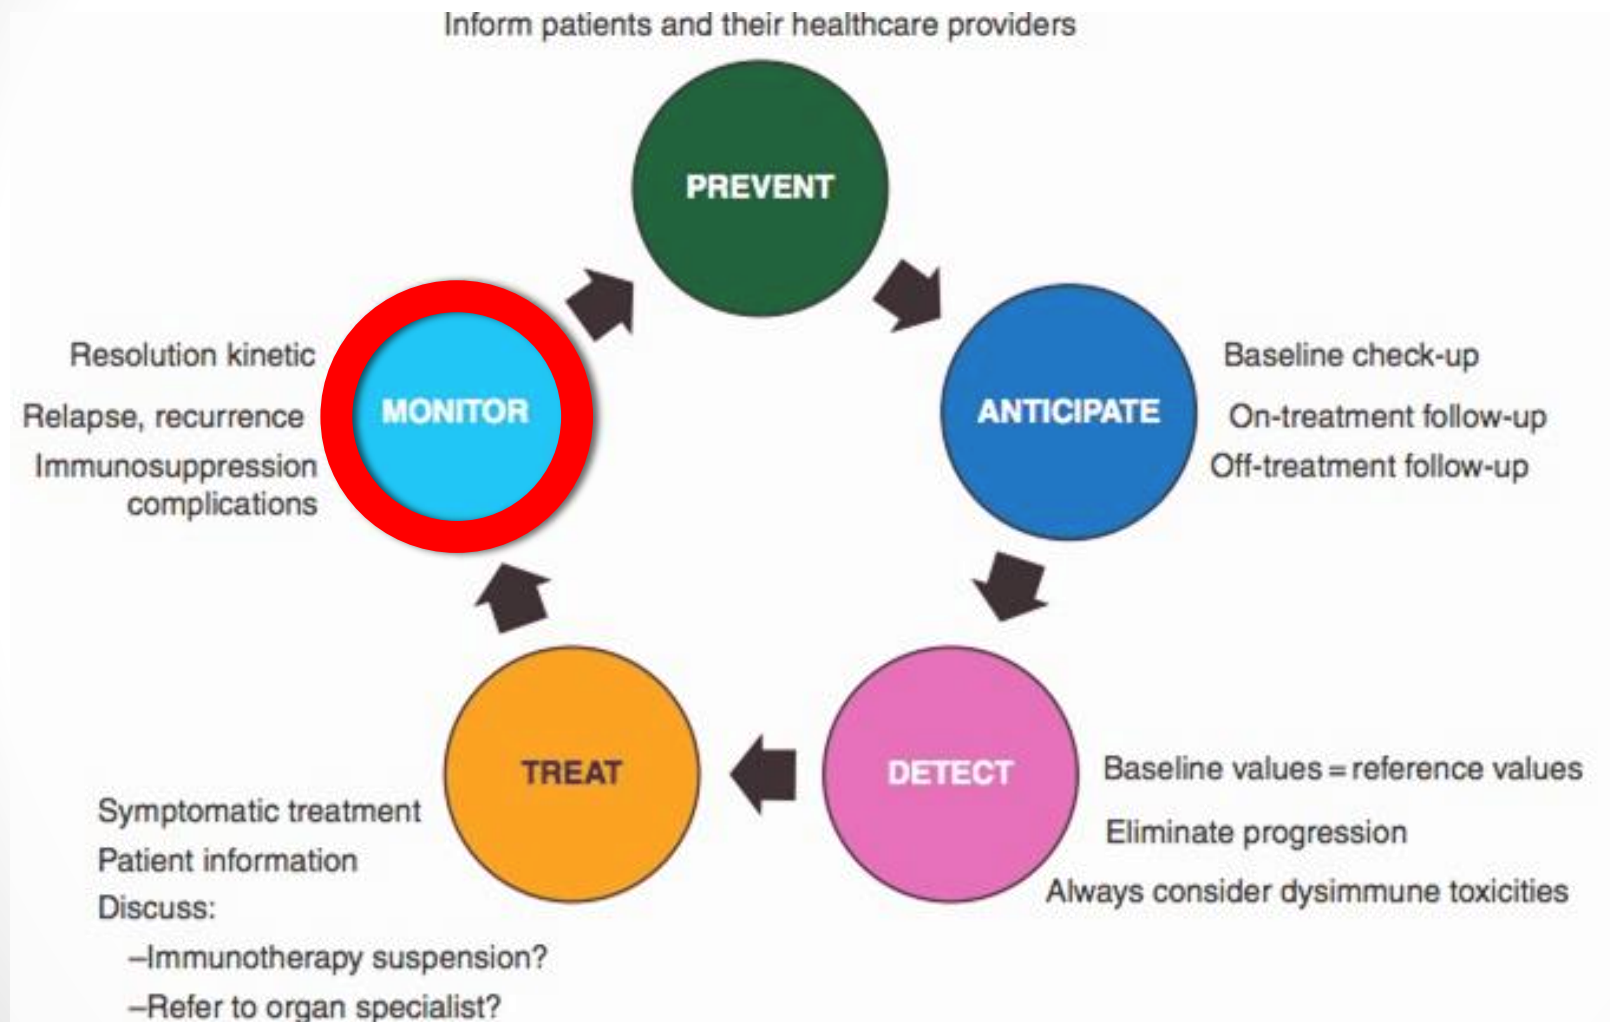 Inform patients and their healthcare providers
PREVENT
ANTICIPATE
Baseline check-up
On-treatment follow-up
Off-treatment follow-up
DETECT
Baseline values = reference values
Eliminate progression
Always consider dysimmune toxicities
TREAT
Symptomatic treatment
Patient information
Discuss:
–Immunotherapy suspension?
–Refer to organ specialist?
MONITOR
Resolution kinetic
Relapse, recurrence
Immunosuppression
complications